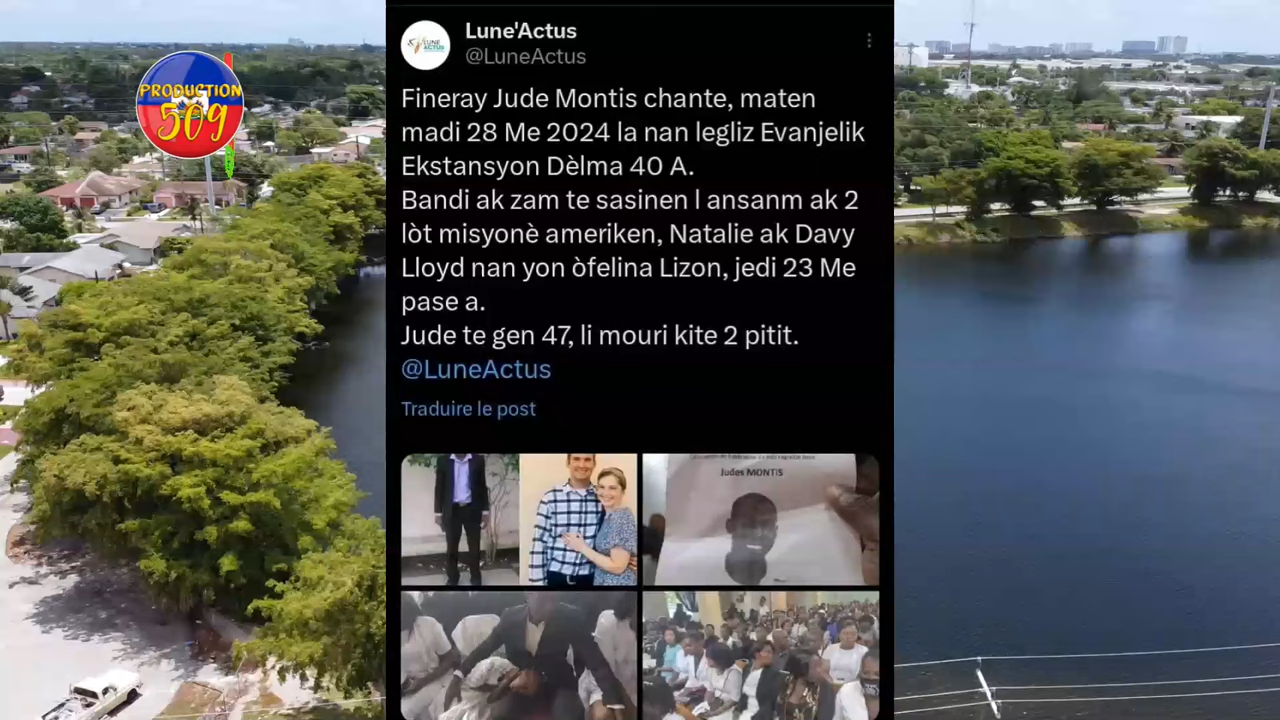 PRODUCTION
509
Lune'Actus
@LuneActus
Fineray Jude Montis chante, maten
madi 28 Me 2024 la nan legliz Evanjelik
Ekstansyon Dèlma 40 A.
Bandi ak zam te sasinen l ansanm ak 2
lòt misyonè ameriken, Natalie ak Davy
Lloyd nan yon òfelina Lizon, jedi 23 Me
pase a.
Jude te gen 47, li mouri kite 2 pitit.
@LuneActus
Traduire le post
Judes MONTIS